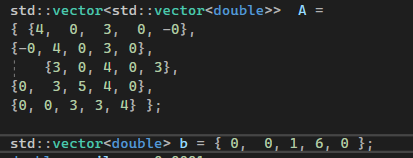 std::vector<std::vector<double>>  A =
{ {4,  0,  3,  0, -0},
{-0, 4, 0, 3, 0},
{3, 0, 4, 0, 3},
{0,  3, 5, 4, 0},
{0, 0, 3, 3, 4} };
std::vector<double> b = { 0,  0, 1, 6, 0 };